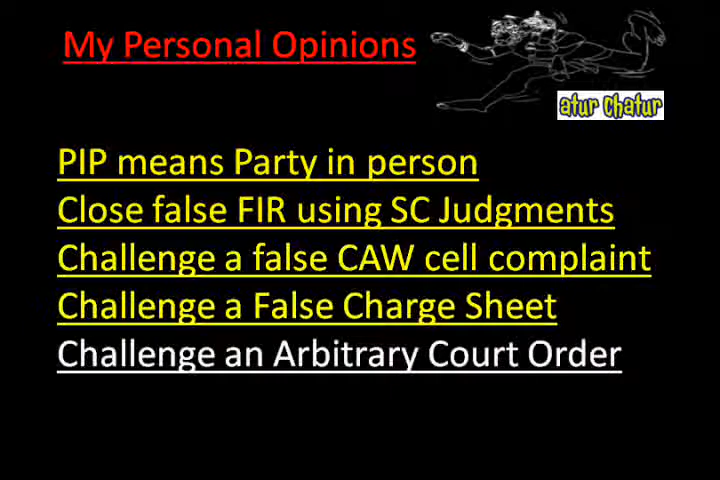 My Personal Opinions
atur chatur
PIP means Party in person
Close false FIR using SC Judgments
Challenge a false CAW cell complaint
Challenge a False Charge Sheet
Challenge an Arbitrary Court Order